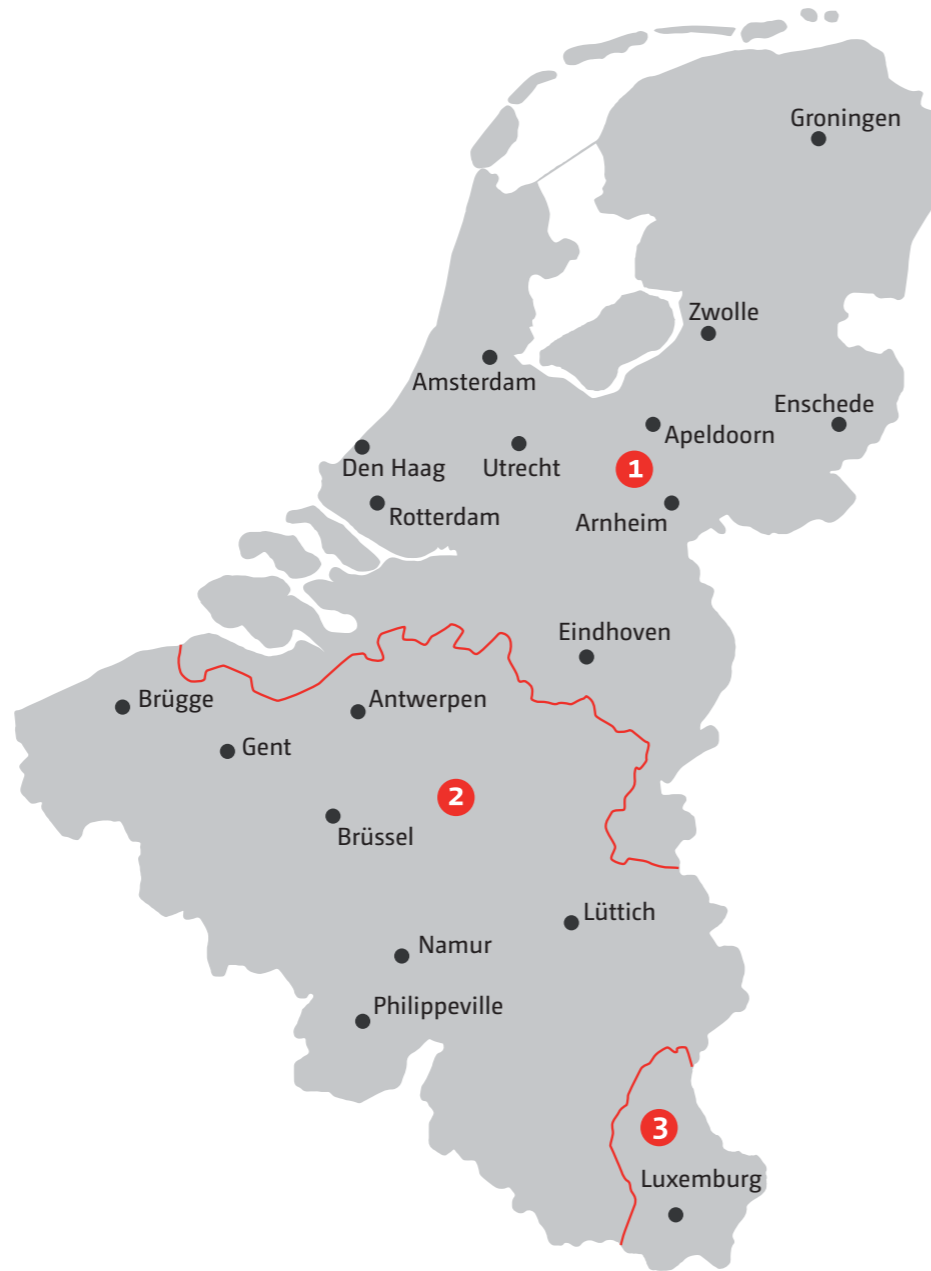 Groningen
Zwolle
Amsterdam
Enschede
Apeldoorn
Den Haag
Utrecht
1
Rotterdam
Arnheim
Eindhoven
Brügge
Antwerpen
Gent
2
Brüssel
Lüttich
Namur
Philippeville
3
Luxemburg